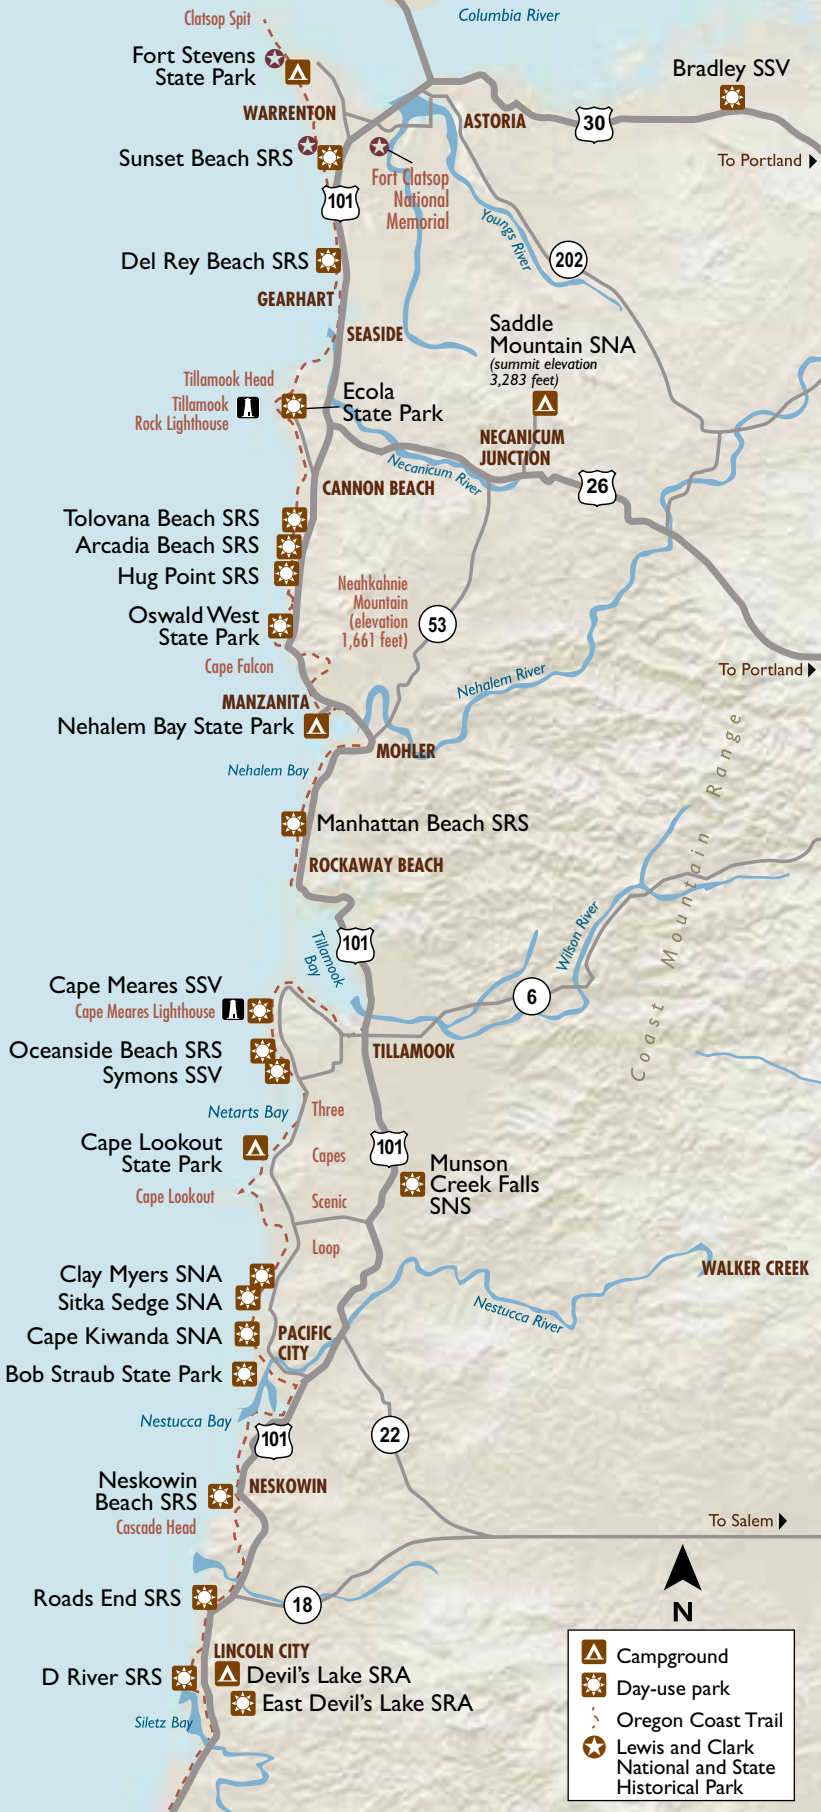 Clatsop Spit
Columbia River
Fort Stevens
State Park
Bradley SSV
WARRENTON
ASTORIA
30
Sunset Beach SRS
To Portland
Fort Clatsop
National
Memorial
101
Youngs River
Del Rey Beach SRS
202
GEARHART
SEASIDE
Saddle
Mountain SNA
(summit elevation
3,283 feet)
Tillamook Head
Tillamook
Rock Lighthouse
Ecola
State Park
NECANICUM
JUNCTION
Necanicum River
26
CANNON BEACH
Tolovana Beach SRS
Arcadia Beach SRS
Hug Point SRS
Neahkahnie
Mountain
(elevation
1,661 feet)
53
Oswald West
State Park
Cape Falcon
Nehalem River
To Portland
MANZANITA
Nehalem Bay State Park
MOHLER
Nehalem Bay
Coast Mountain Range
Manhattan Beach SRS
ROCKAWAY BEACH
Tillamook
Bay
101
Wilson River
Cape Meares SSV
Cape Meares Lighthouse
6
Oceanside Beach SRS
TILLAMOOK
Symons SSV
Netarts Bay
Three
Capes
Scenic
Loop
Cape Lookout
State Park
101
Munson
Creek Falls
SNS
Cape Lookout
Clay Myers SNA
WALKER CREEK
Sitka Sedge SNA
Nestucca River
Cape Kiwanda SNA
PACIFIC
CITY
Bob Straub State Park
Nestucca Bay
101
22
Neskowin
Beach SRS
NESKOWIN
Cascade Head
To Salem
Roads End SRS
18
N
LINCOLN CITY
D River SRS
Devil's Lake SRA
East Devil's Lake SRA
Siletz Bay
Campground
Day-use park
Oregon Coast Trail
Lewis and Clark
National and State
Historical Park